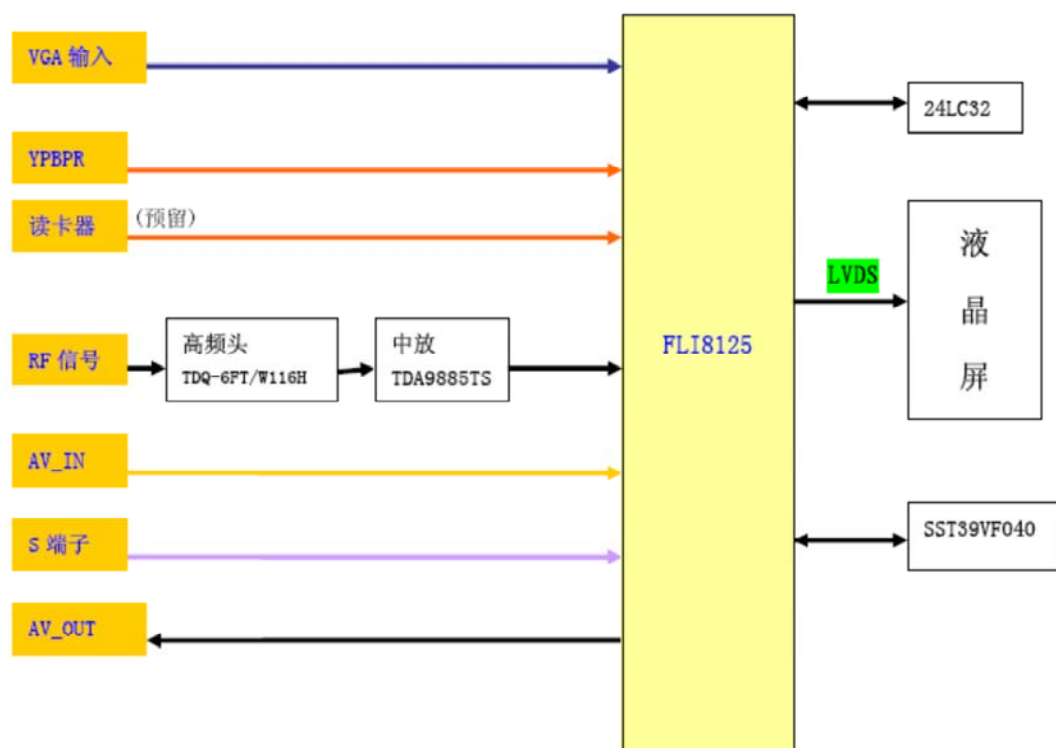 VGA 输入
YPBPR
读卡器
(预留)
RF 信号
高频头
TDQ-6FT/W116H
中放
TDA9885TS
AV_IN
S 端子
AV_OUT
FLI8125
24LC32
LVDS
液
晶
屏
SST39VF040